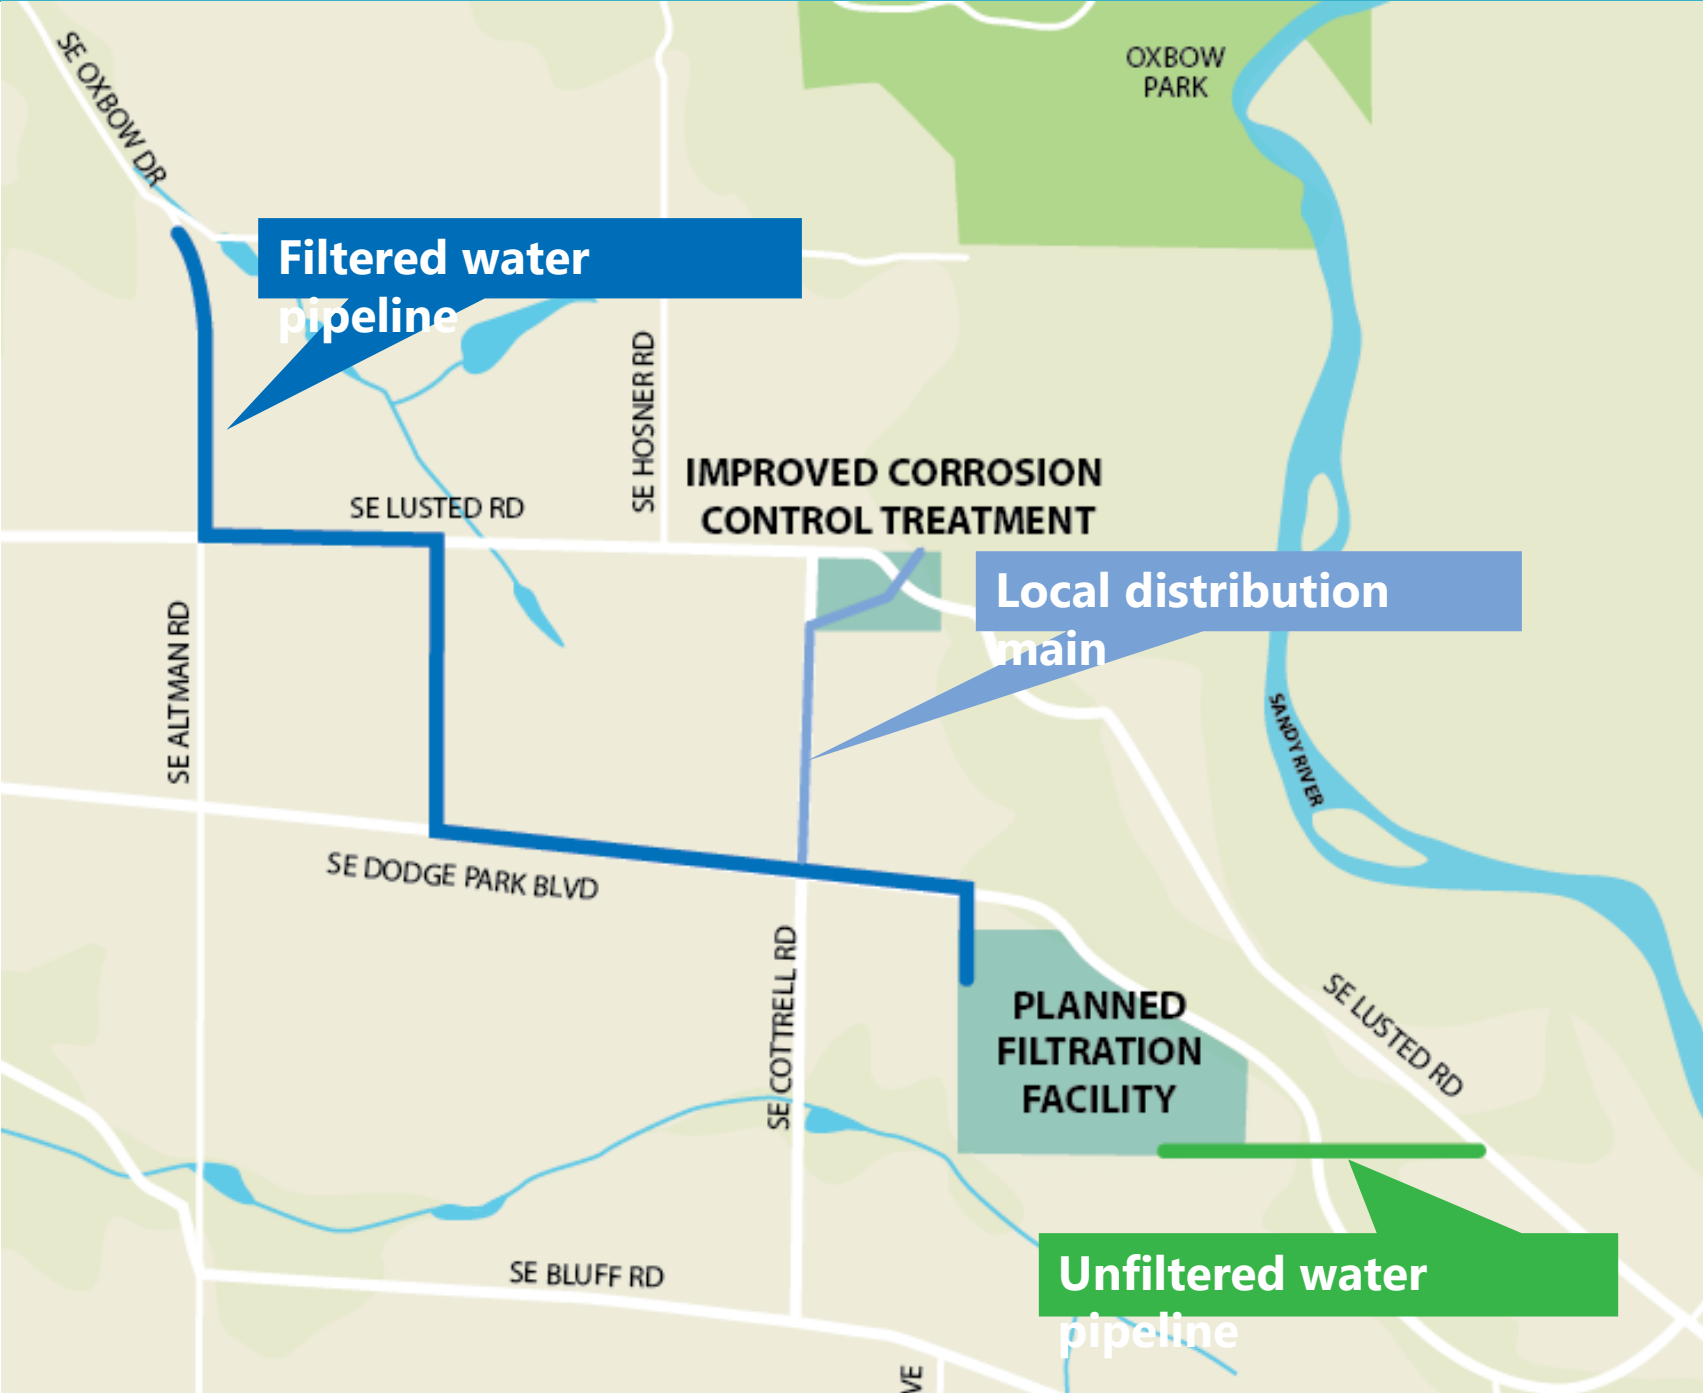 SE OXBOW DR
OXBOW
PARK
Filtered water
pipeline
SE HOSNER RD
IMPROVED CORROSION
CONTROL TREATMENT
SE LUSTED RD
Local distribution
main
SE ALTMAN RD
SANDY RIVER
SE DODGE PARK BLVD
SE COTTRELL RD
PLANNED
FILTRATION
FACILITY
SE LUSTED RD
Unfiltered water
pipeline
SE BLUFF RD
VE